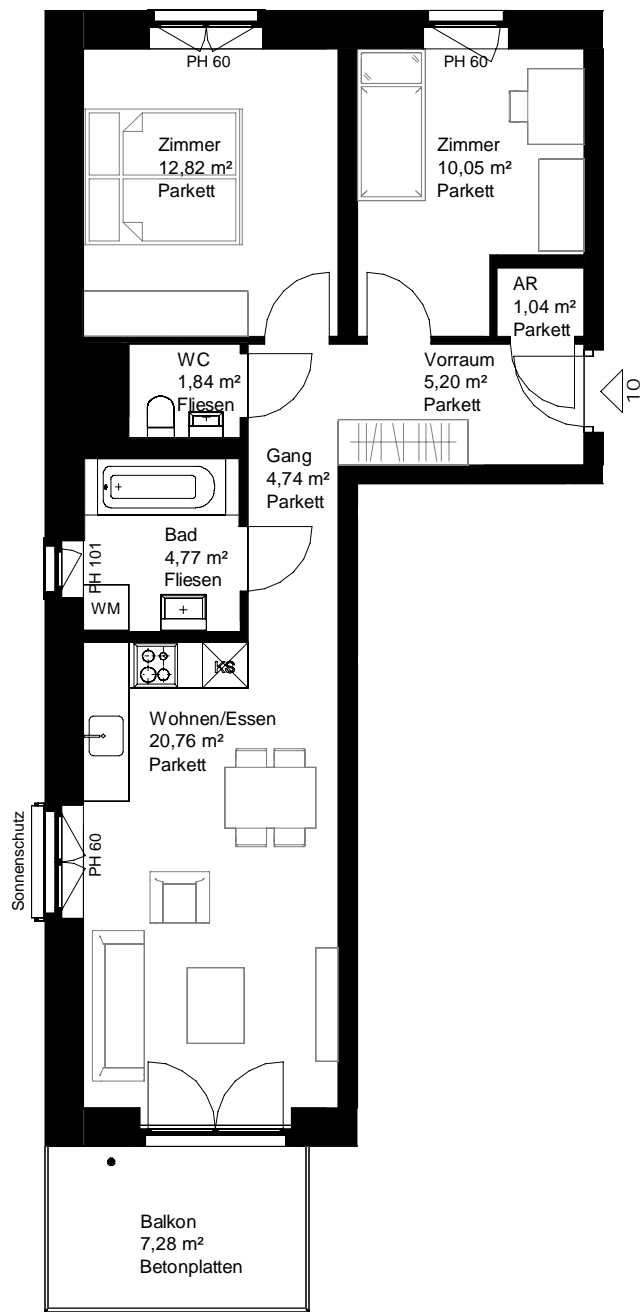 PH 60
PH 60
Zimmer
12,82 m²
Parkett
Zimmer
10,05 m²
Parkett
AR
1,04 m²
Parkett
WC
1,84 m²
Fliesen
Vorraum
5,20 m²
Parkett
10
Gang
4,74 m²
Parkett
Bad
4,77 m²
Fliesen
PH 101
WM
KS
Wohnen/Essen
20,76 m²
Parkett
Sonnenschutz
PH 60
Balkon
7,28 m²
Betonplatten